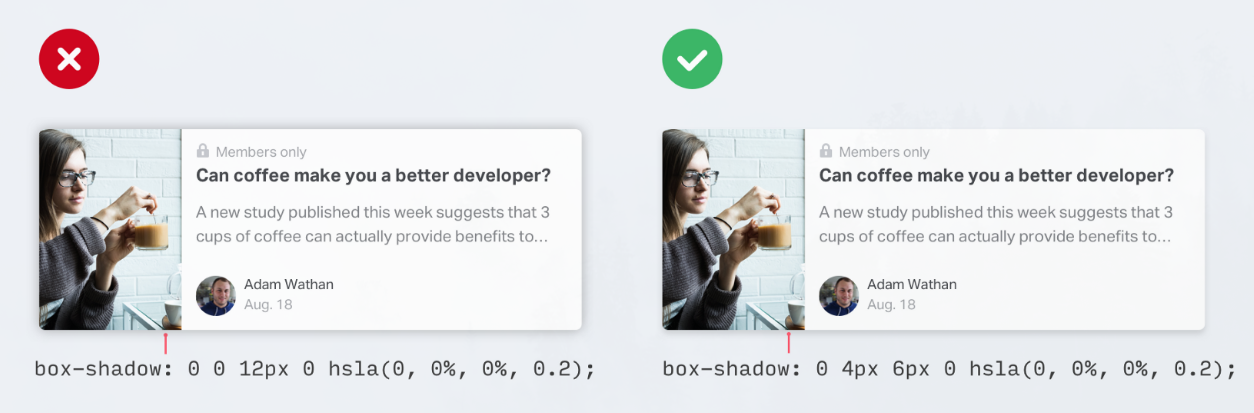 Members only
Can coffee make you a better developer?
A new study published this week suggests that 3
cups of coffee can actually provide benefits to...
Adam Wathan
Aug. 18
box-shadow: 0 0 12px 0 hsla(0, 0%, 0%, 0.2);
Members only
Can coffee make you a better developer?
A new study published this week suggests that 3
cups of coffee can actually provide benefits to...
Adam Wathan
Aug. 18
box-shadow: 0 4px 6px 0 hsla(0, 0%, 0%, 0.2);